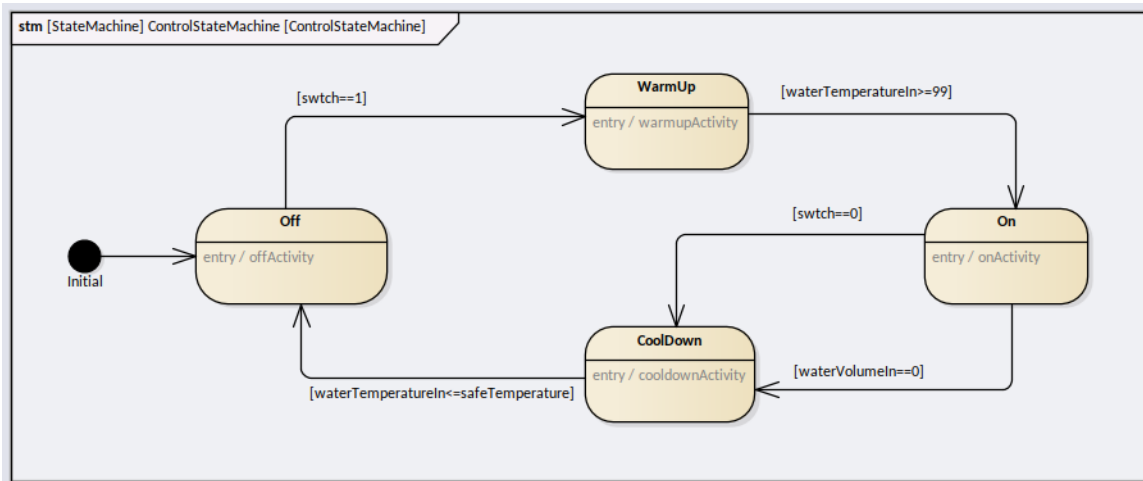 stm [StateMachine] ControlStateMachine [ControlStateMachine]
WarmUp
entry / warmupActivity
[swtch==1]
[waterTemperatureIn>=99]
Off
entry / offActivity
Initial
[swtch==0]
On
entry / onActivity
CoolDown
entry / cooldownActivity
[waterVolumeIn==0]
[waterTemperatureIn<=safeTemperature]